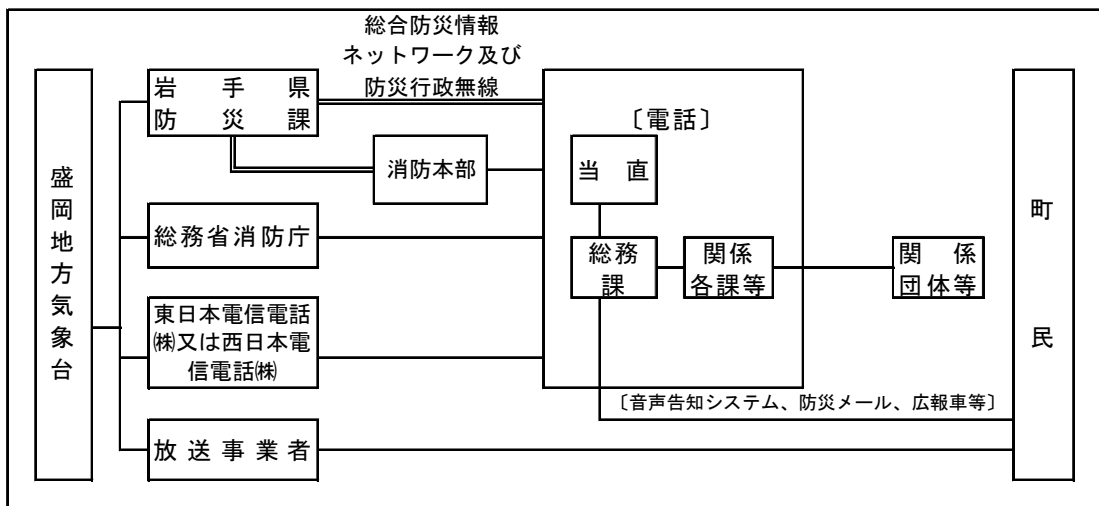 総合防災情報
ネットワーク及び
防災行政無線
盛岡地方気象台
岩手県
防災課
消防本部
総務省消防庁
東日本電信電話
㈱又は西日本電
信電話㈱
放送事業者
〔電話〕
当直
総務
課
関係
各課等
関係
団体等
〔音声告知システム、防災メール、広報車等〕
町民